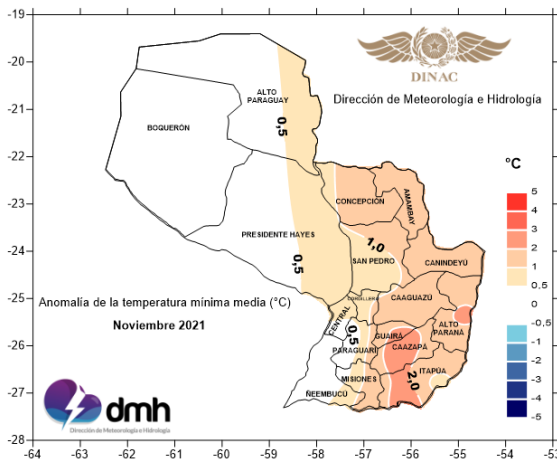 -19
-20
-21
-22
-23
-24
-25
-26
-27
-28
-64
-63
-62
-61
-60
-59
-58
-57
-56
-55
-54
-53
DINAC
Dirección de Meteorología e Hidrología
ALTO
PARAGUAY
BOQUERÓN
0,5
CONCEPCIÓN
AMAMBAY
PRESIDENTE HAYES
1,0
SAN PEDRO
CANINDEYÚ
0,5
CORDILLERA
CAAGUAZÚ
CENTRAL
0,5
GUAIRÁ
ALTO
PARANÁ
PARAGUARÍ
CAAZAPÁ
MISIONES
2,0
ITAPÚA
ÑEEMBUCÚ
Anomalía de la temperatura mínima media (°C)
Noviembre 2021
°C
5
4
3
2
1
0.5
0
-0.5
-1
-2
-3
-4
-5
dmh
Dirección de Meteorología e Hidrología